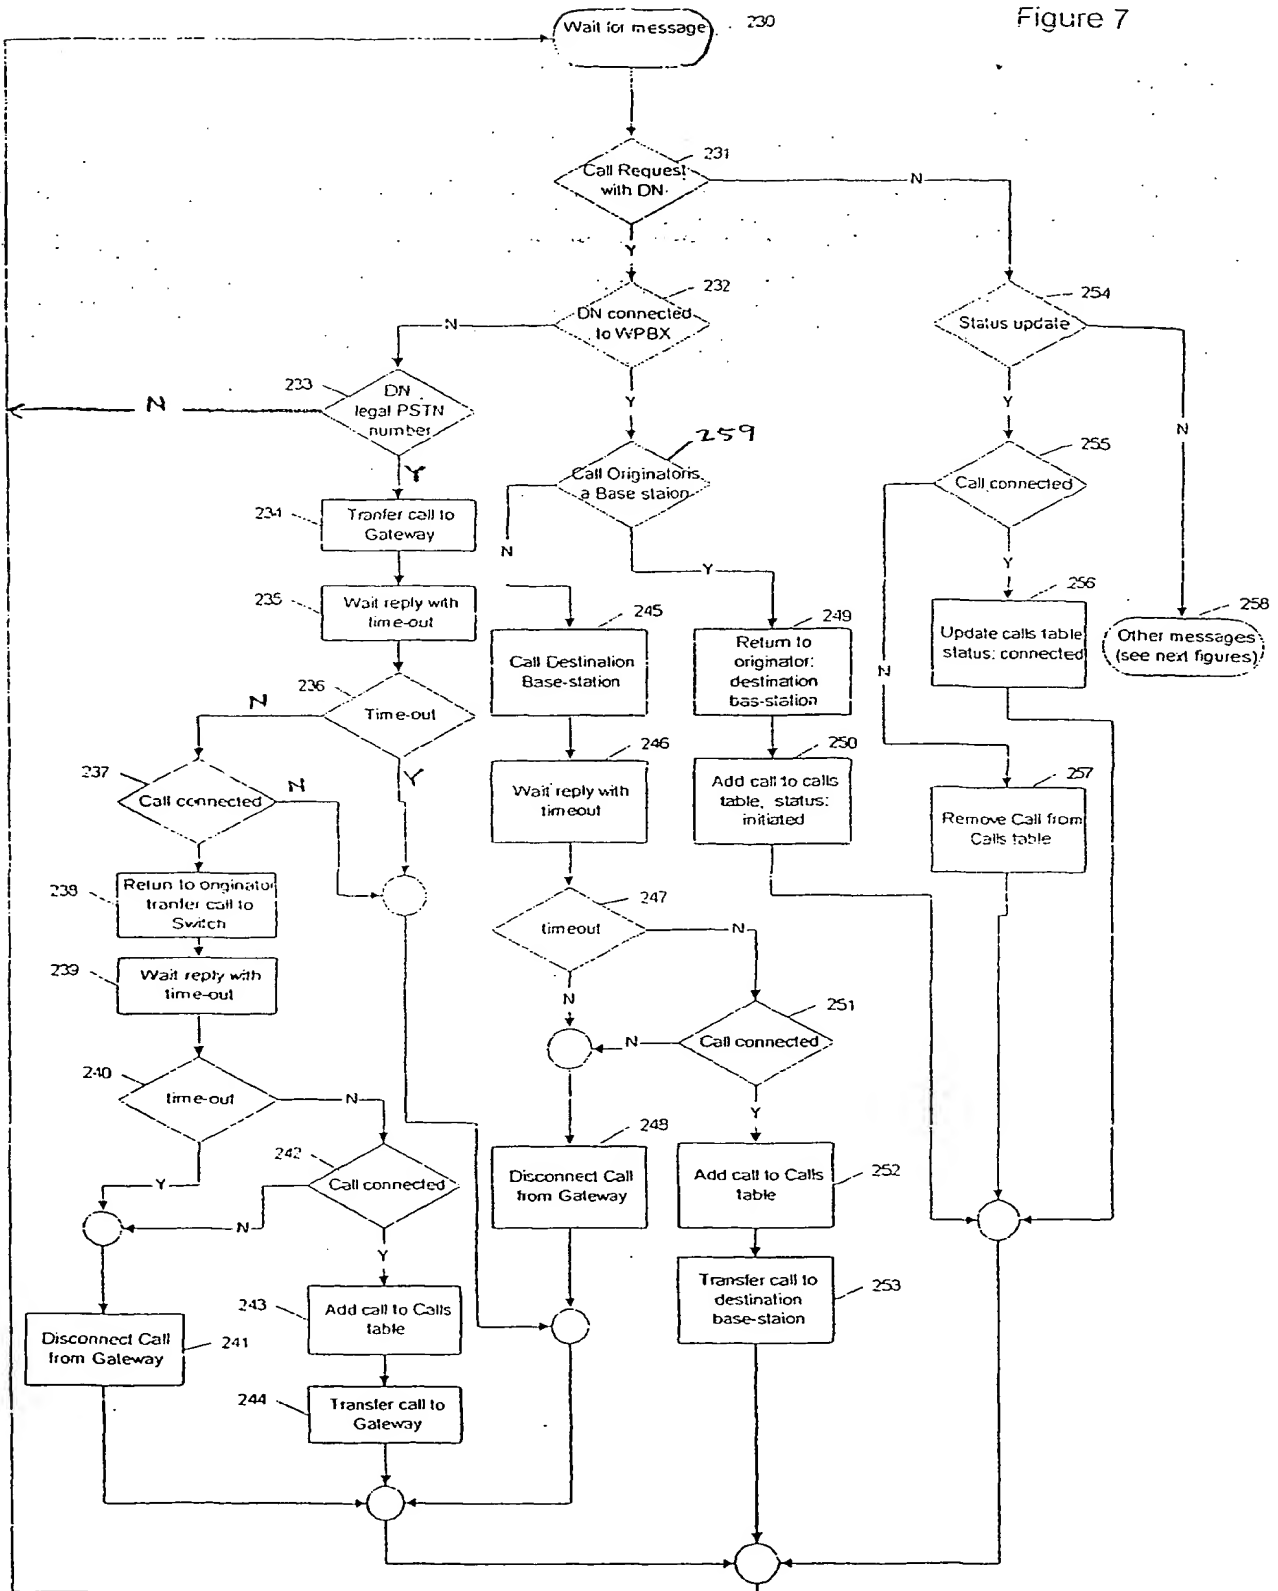 Figure 7
Wait for message
230
Call Request
with DN
231
N
Y
DN connected
to WPBX
232
N
Y
Status update
254
Y
N
DN
legal PSTN
number
233
N
Y
Call Originatoris
a Base staion
259
N
Y
Call connected
255
N
Y
Tranfer call to
Gateway
234
Wait reply with
time-out
235
Time-out
236
N
Y
Call Destination
Base-station
245
Return to
originator:
destination
bas-station
249
Update calls table
status: connected
256
Other messages
(see next figures)
258
Call connected
237
N
Wait reply with
timeout
246
Add call to calls
table, status:
initiated
250
Remove Call from
Calls table
257
Retun to originator
tranfer call to
Switch
238
timeout
247
N
N
Wait reply with
time-out
239
Call connected
251
N
Y
time-out
240
N
Y
Call connected
242
N
Y
Disconnect Call
from Gateway
248
Add call to Calls
table
252
Add call to Calls
table
243
Transfer call to
destination
base-staion
253
Disconnect Call
from Gateway
241
Transfer call to
Gateway
244